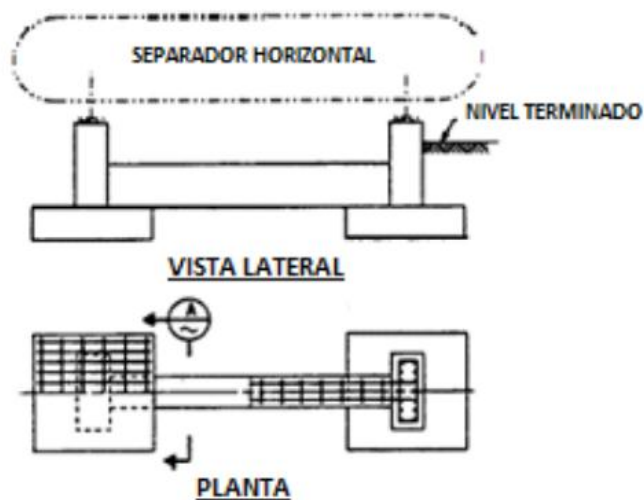 SEPARADOR HORIZONTAL
NIVEL TERMINADO
VISTA LATERAL
A
PLANTA